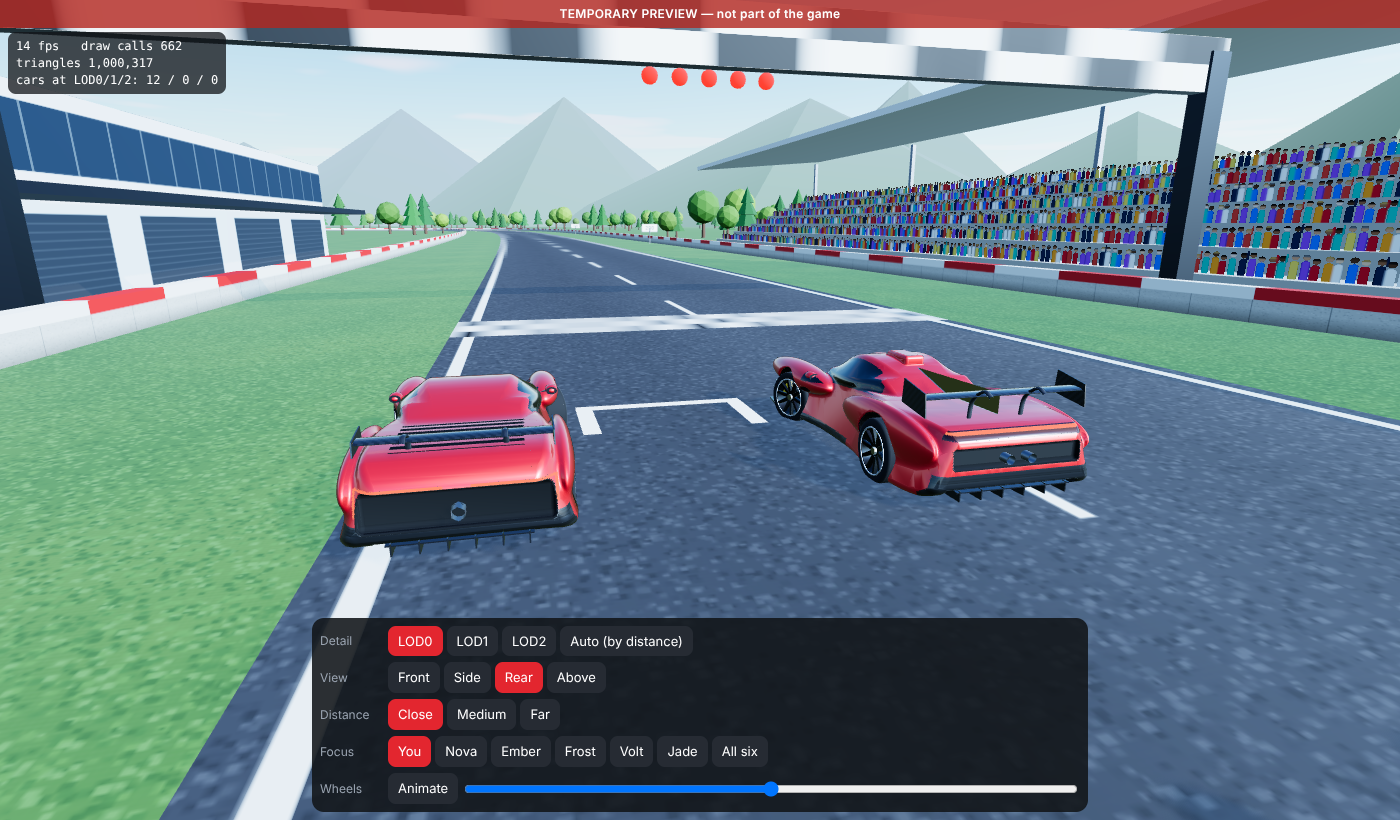 TEMPORARY PREVIEW — not part of the game
14 fps draw calls 662
triangles 1,000,317
cars at LOD0/1/2: 12 / 0 / 0
Detail LOD0 LOD1 LOD2 Auto (by distance)
View Front Side Rear Above
Distance Close Medium Far
Focus You Nova Ember Frost Volt Jade All six
Wheels Animate